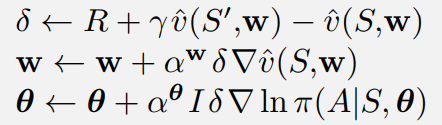 δ ← R + γv̂(S′,w) − v̂(S,w)
w ← w + α^w δ∇v̂(S,w)
θ ← θ + α^θ Iδ∇ ln π(A|S, θ)